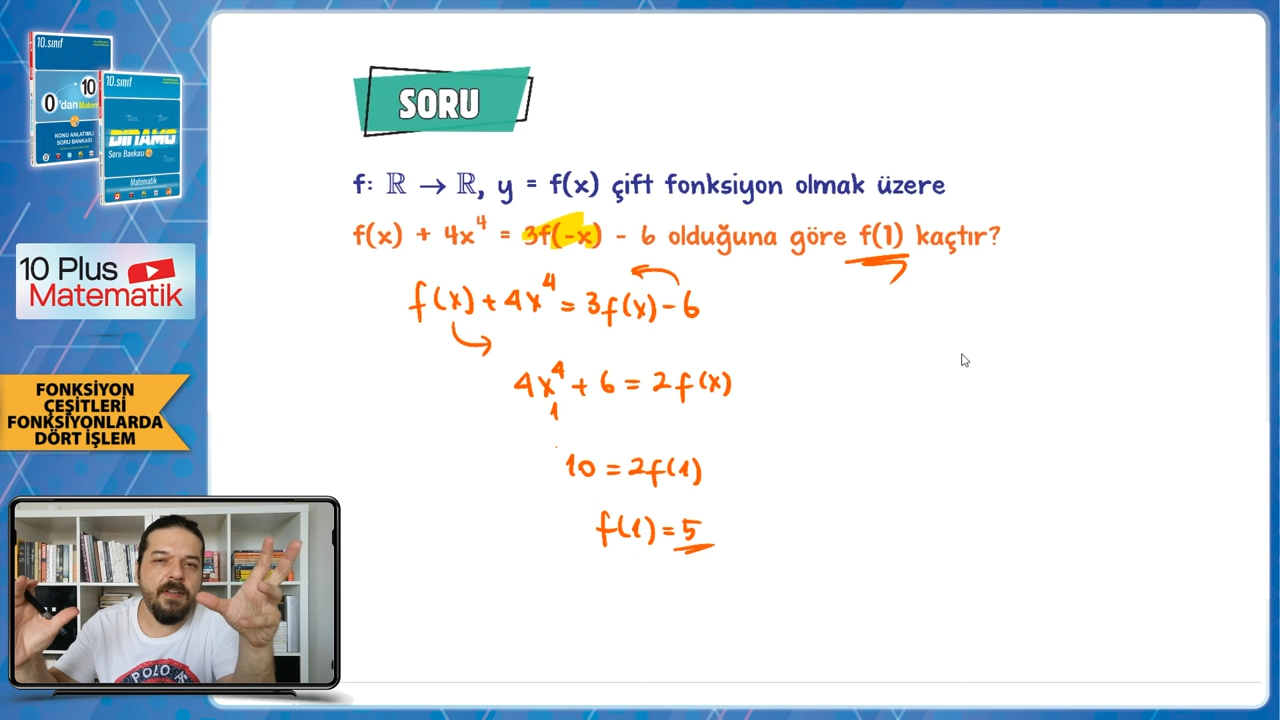 10.sınıf
0'dan 10 Matem
KONU ANLATIMLI
SORU BANKASI
10.sınıf
DİNAMO
Soru Bankası
Matematik
10 Plus
Matematik
FONKSİYON
ÇEŞİTLERİ
FONKSİYONLARDA
DÖRT İŞLEM
SORU
f: ℝ → ℝ, y = f(x) çift fonksiyon olmak üzere
f(x) + 4x⁴ = 3f(-x) - 6 olduğuna göre f(1) kaçtır?
f(x) + 4x⁴ = 3f(x) - 6
4x⁴ + 6 = 2f(x)
1
10 = 2f(1)
f(1) = 5
POLO